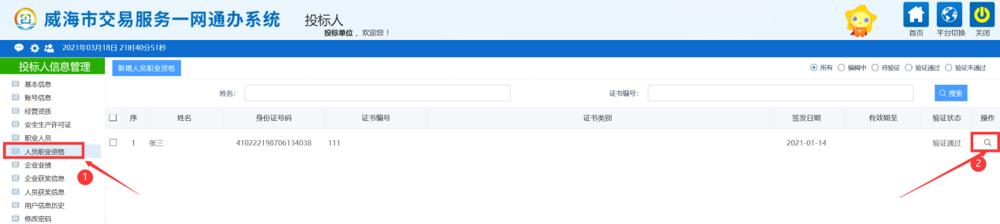 威海市交易服务一网通办系统
投标人
投标单位，欢迎您！
首页 平台切换 关闭
2021年03月18日 21时40分51秒
投标人信息管理
新增人员职业资格
所有 编辑中 待验证 验证通过 验证未通过
基本信息
账号信息
经营资质
安全生产许可证
职业人员
人员职业资格
企业业绩
企业获奖信息
人员获奖信息
用户信息历史
修改密码
姓名： 证书编号： 搜索
序 姓名 身份证号码 证书编号 证书类别 签发日期 有效期至 验证状态 操作
1 张三 410222198706134038 111 2021-01-14 验证通过
1
2